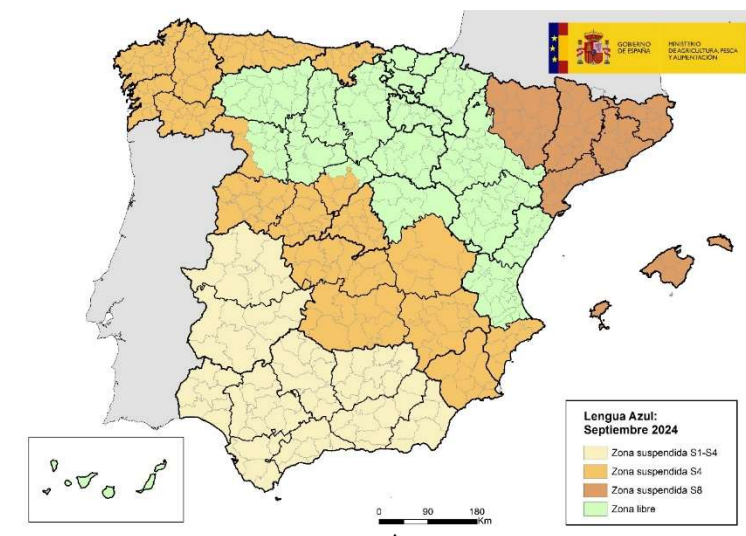 GOBIERNO
DE ESPAÑA
MINISTERIO
DE AGRICULTURA, PESCA
Y ALIMENTACIÓN
Lengua Azul:
Septiembre 2024
Zona suspendida S1-S4
Zona suspendida S4
Zona suspendida S8
Zona libre
0 90 180
Km